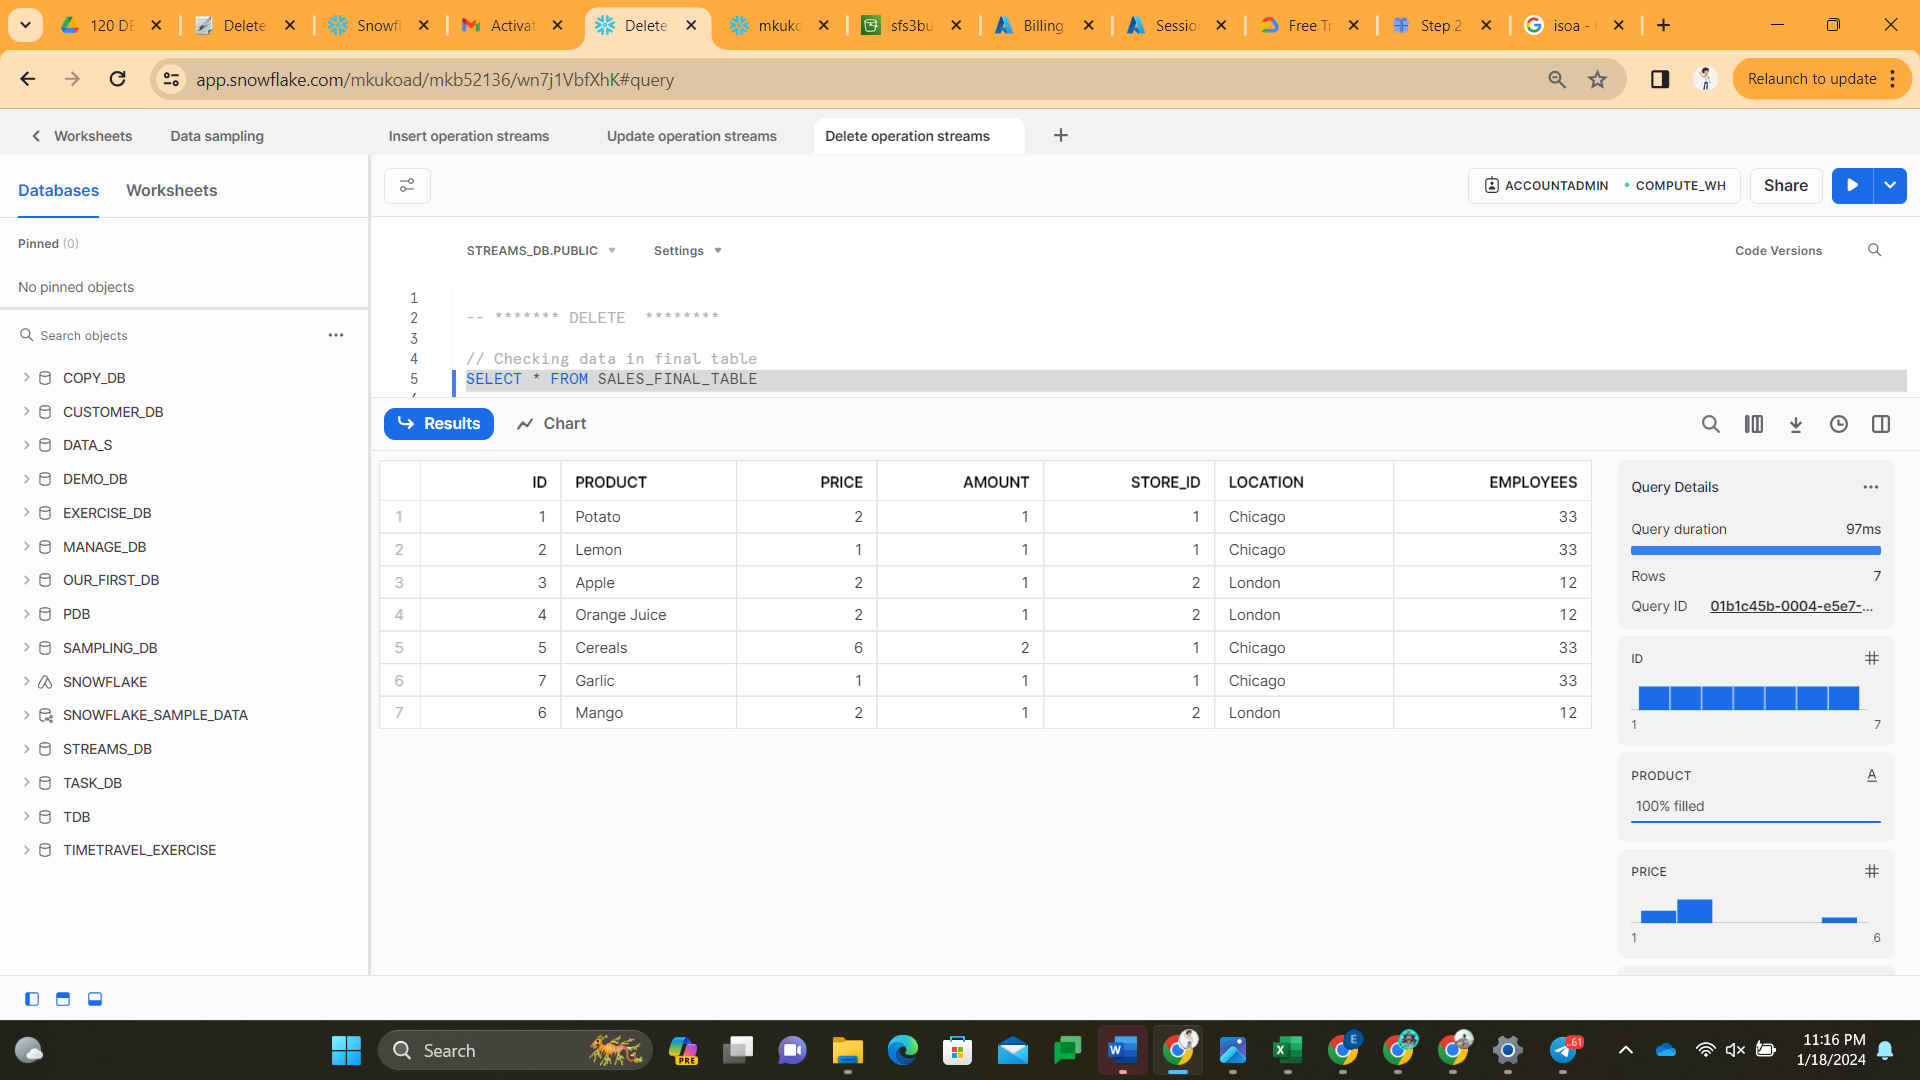 120 DE
Delete
Snowfl
Activat
Delete
mkuko
sfs3bu
Billing
Sessio
Free Tr
Step 2
isoa -
app.snowflake.com/mkukoad/mkb52136/wn7j1VbfXhK#query
Relaunch to update
Worksheets
Data sampling
Insert operation streams
Update operation streams
Delete operation streams
Databases
Worksheets
ACCOUNTADMIN
COMPUTE_WH
Share
Pinned (0)
No pinned objects
STREAMS_DB.PUBLIC
Settings
Code Versions
1
2 -- ******* DELETE ********
3
4 // Checking data in final table
5 SELECT * FROM SALES_FINAL_TABLE
Search objects
COPY_DB
CUSTOMER_DB
DATA_S
DEMO_DB
EXERCISE_DB
MANAGE_DB
OUR_FIRST_DB
PDB
SAMPLING_DB
SNOWFLAKE
SNOWFLAKE_SAMPLE_DATA
STREAMS_DB
TASK_DB
TDB
TIMETRAVEL_EXERCISE
Results
Chart
ID PRODUCT PRICE AMOUNT STORE_ID LOCATION EMPLOYEES
1 1 Potato 2 1 1 Chicago 33
2 2 Lemon 1 1 1 Chicago 33
3 3 Apple 2 1 2 London 12
4 4 Orange Juice 2 1 2 London 12
5 5 Cereals 6 2 1 Chicago 33
6 7 Garlic 1 1 1 Chicago 33
7 6 Mango 2 1 2 London 12
Query Details
Query duration 97ms
Rows 7
Query ID 01b1c45b-0004-e5e7-...
ID
1 7
PRODUCT A
100% filled
PRICE
1 6
Search
PRE
W
X
E
61
11:16 PM
1/18/2024